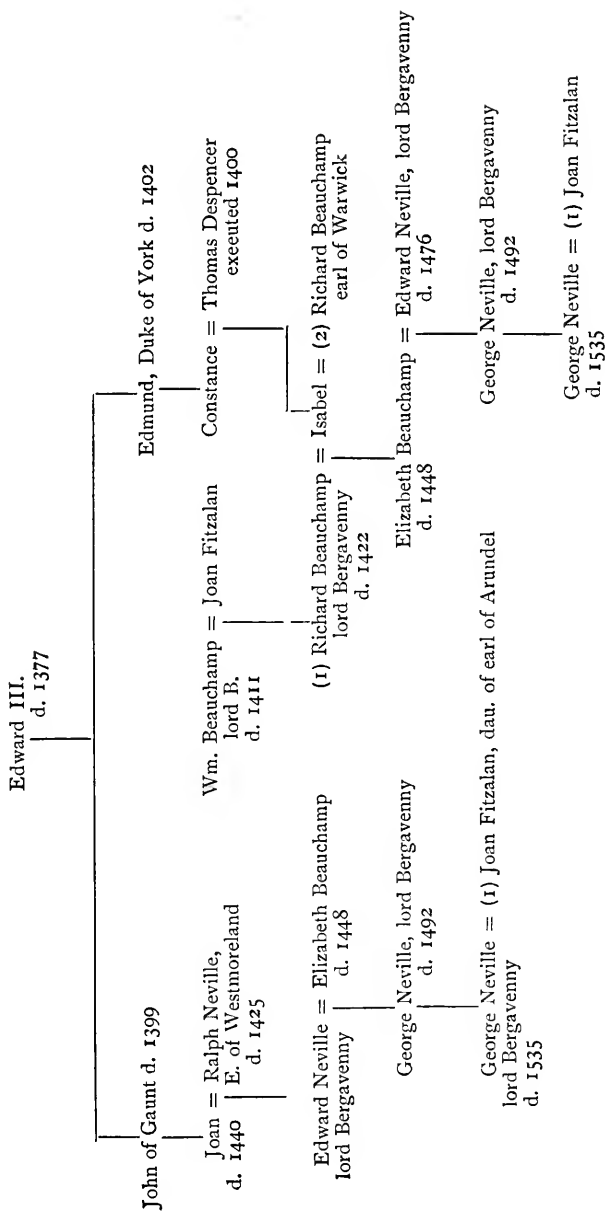 Edward III.
d. 1377
John of Gaunt d. 1399
Edmund, Duke of York d. 1402
Joan = Ralph Neville,
d. 1440
E. of Westmoreland
d. 1425
Wm. Beauchamp = Joan Fitzalan
lord B.
d. 1411
Constance = Thomas Despencer
exeeuted 1400
Edward Neville = Elizabeth Beauchamp
lord Bergavenny
d. 1448
(1) Richard Beauchamp = Isabel = (2) Richard Beauchamp
lord Bergavenny
d. 1422
earl of Warwick
George Neville, lord Bergavenny
d. 1492
Elizabeth Beauchamp = Edward Neville, lord Bergavenny
d. 1448
d. 1476
George Neville = (1) Joan Fitzalan, dau. of earl of Arundel
lord Bergavenny
d. 1535
George Neville, lord Bergavenny
d. 1492
George Neville = (1) Joan Fitzalan
d. 1535